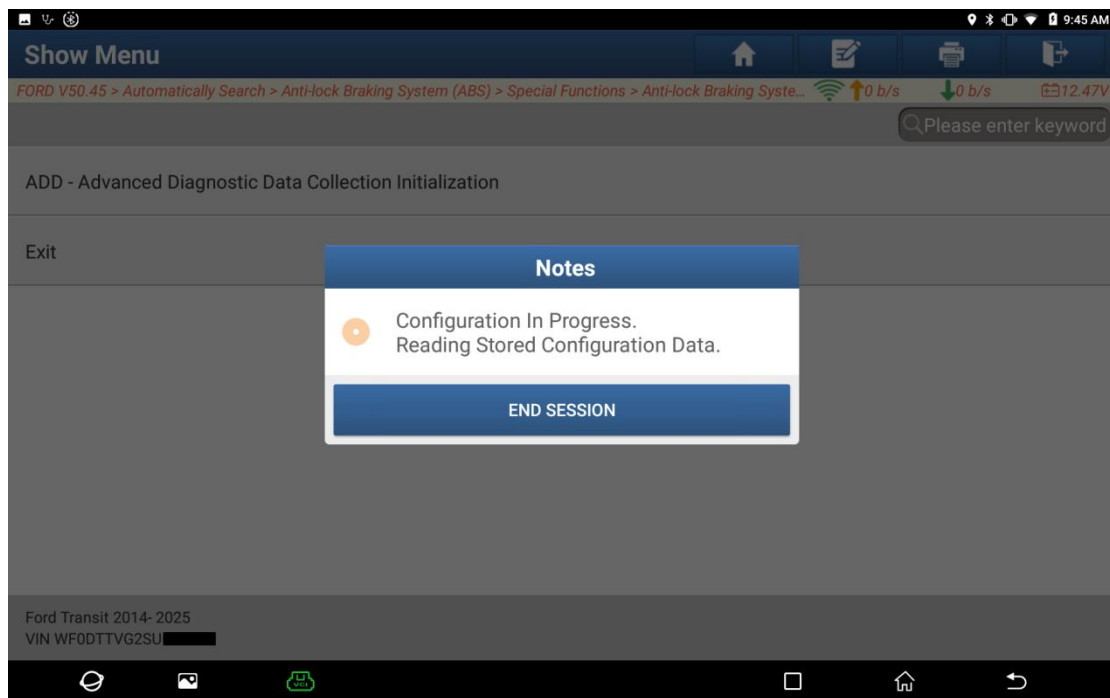 9:45 AM
Show Menu
FORD V50.45 > Automatically Search > Anti-lock Braking System (ABS) > Special Functions > Anti-lock Braking Syste... 0 b/s 0 b/s 12.47V
Please enter keyword
ADD - Advanced Diagnostic Data Collection Initialization
Exit
Notes
Configuration In Progress.
Reading Stored Configuration Data.
END SESSION
Ford Transit 2014- 2025
VIN WF0DTTVG2SU
VCI